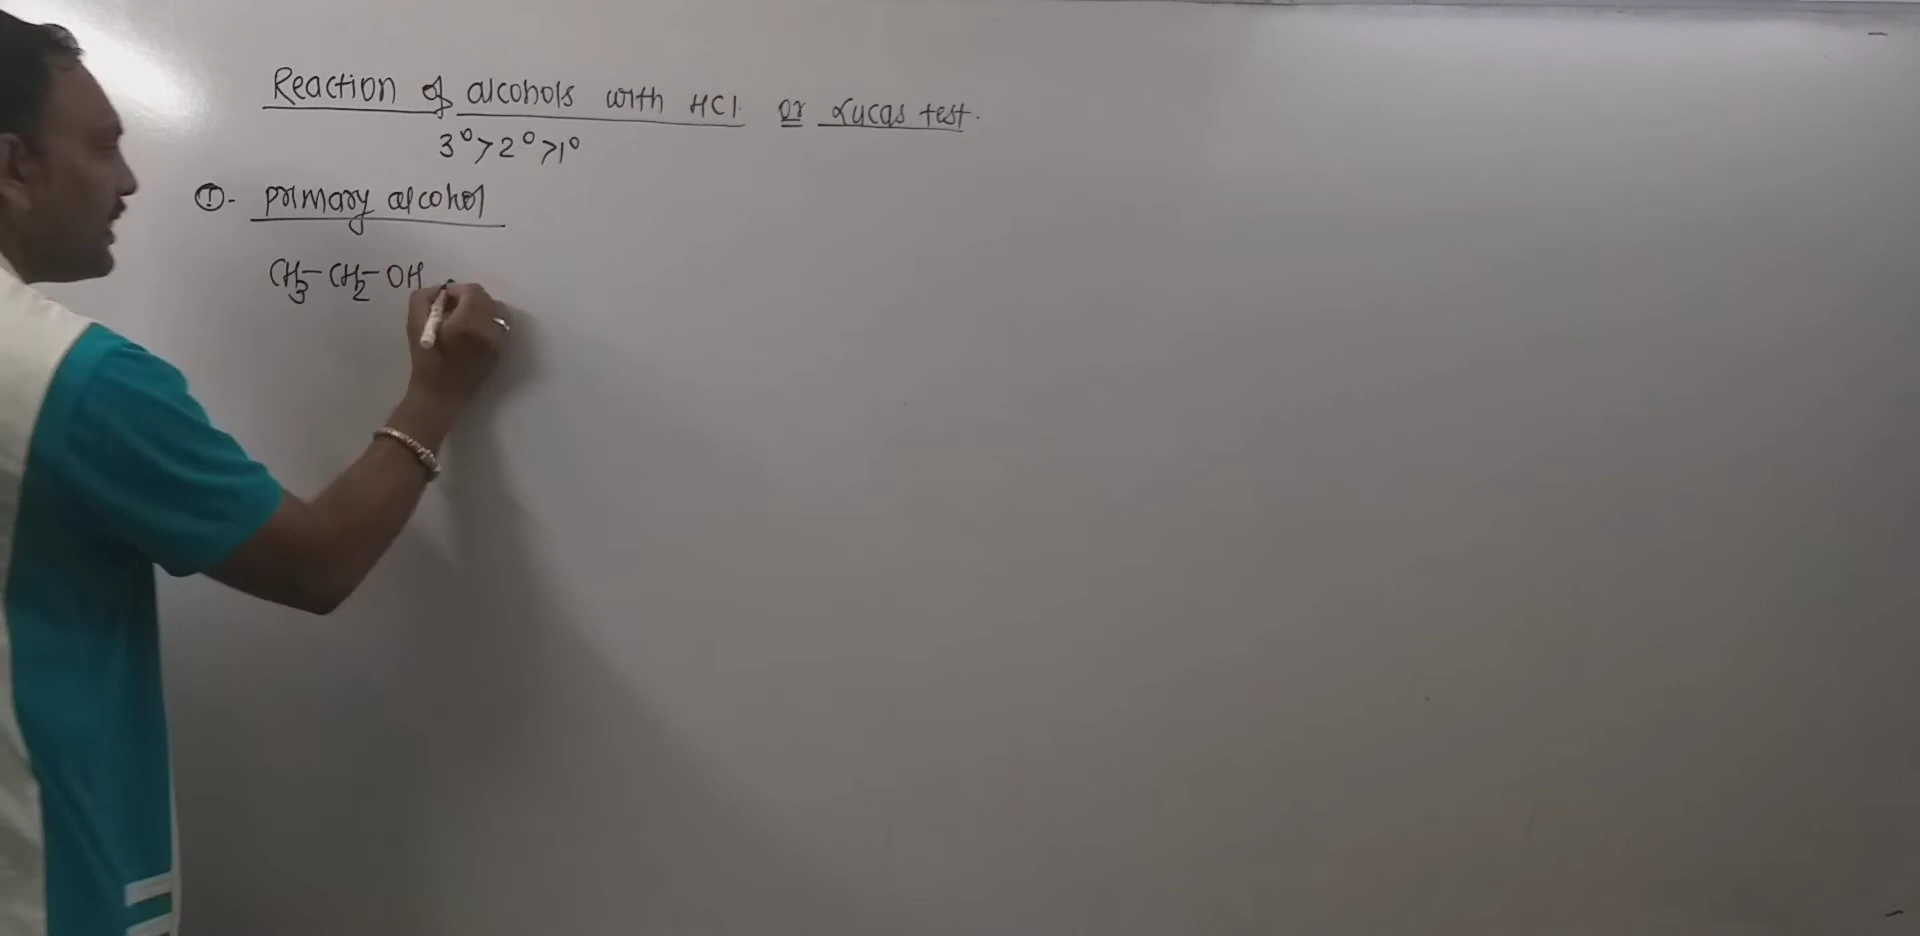 Reaction of alcohols with HCl. or Lucas test.
3°>2°>1°
①- primary alcohol
CH₃-CH₂-OH